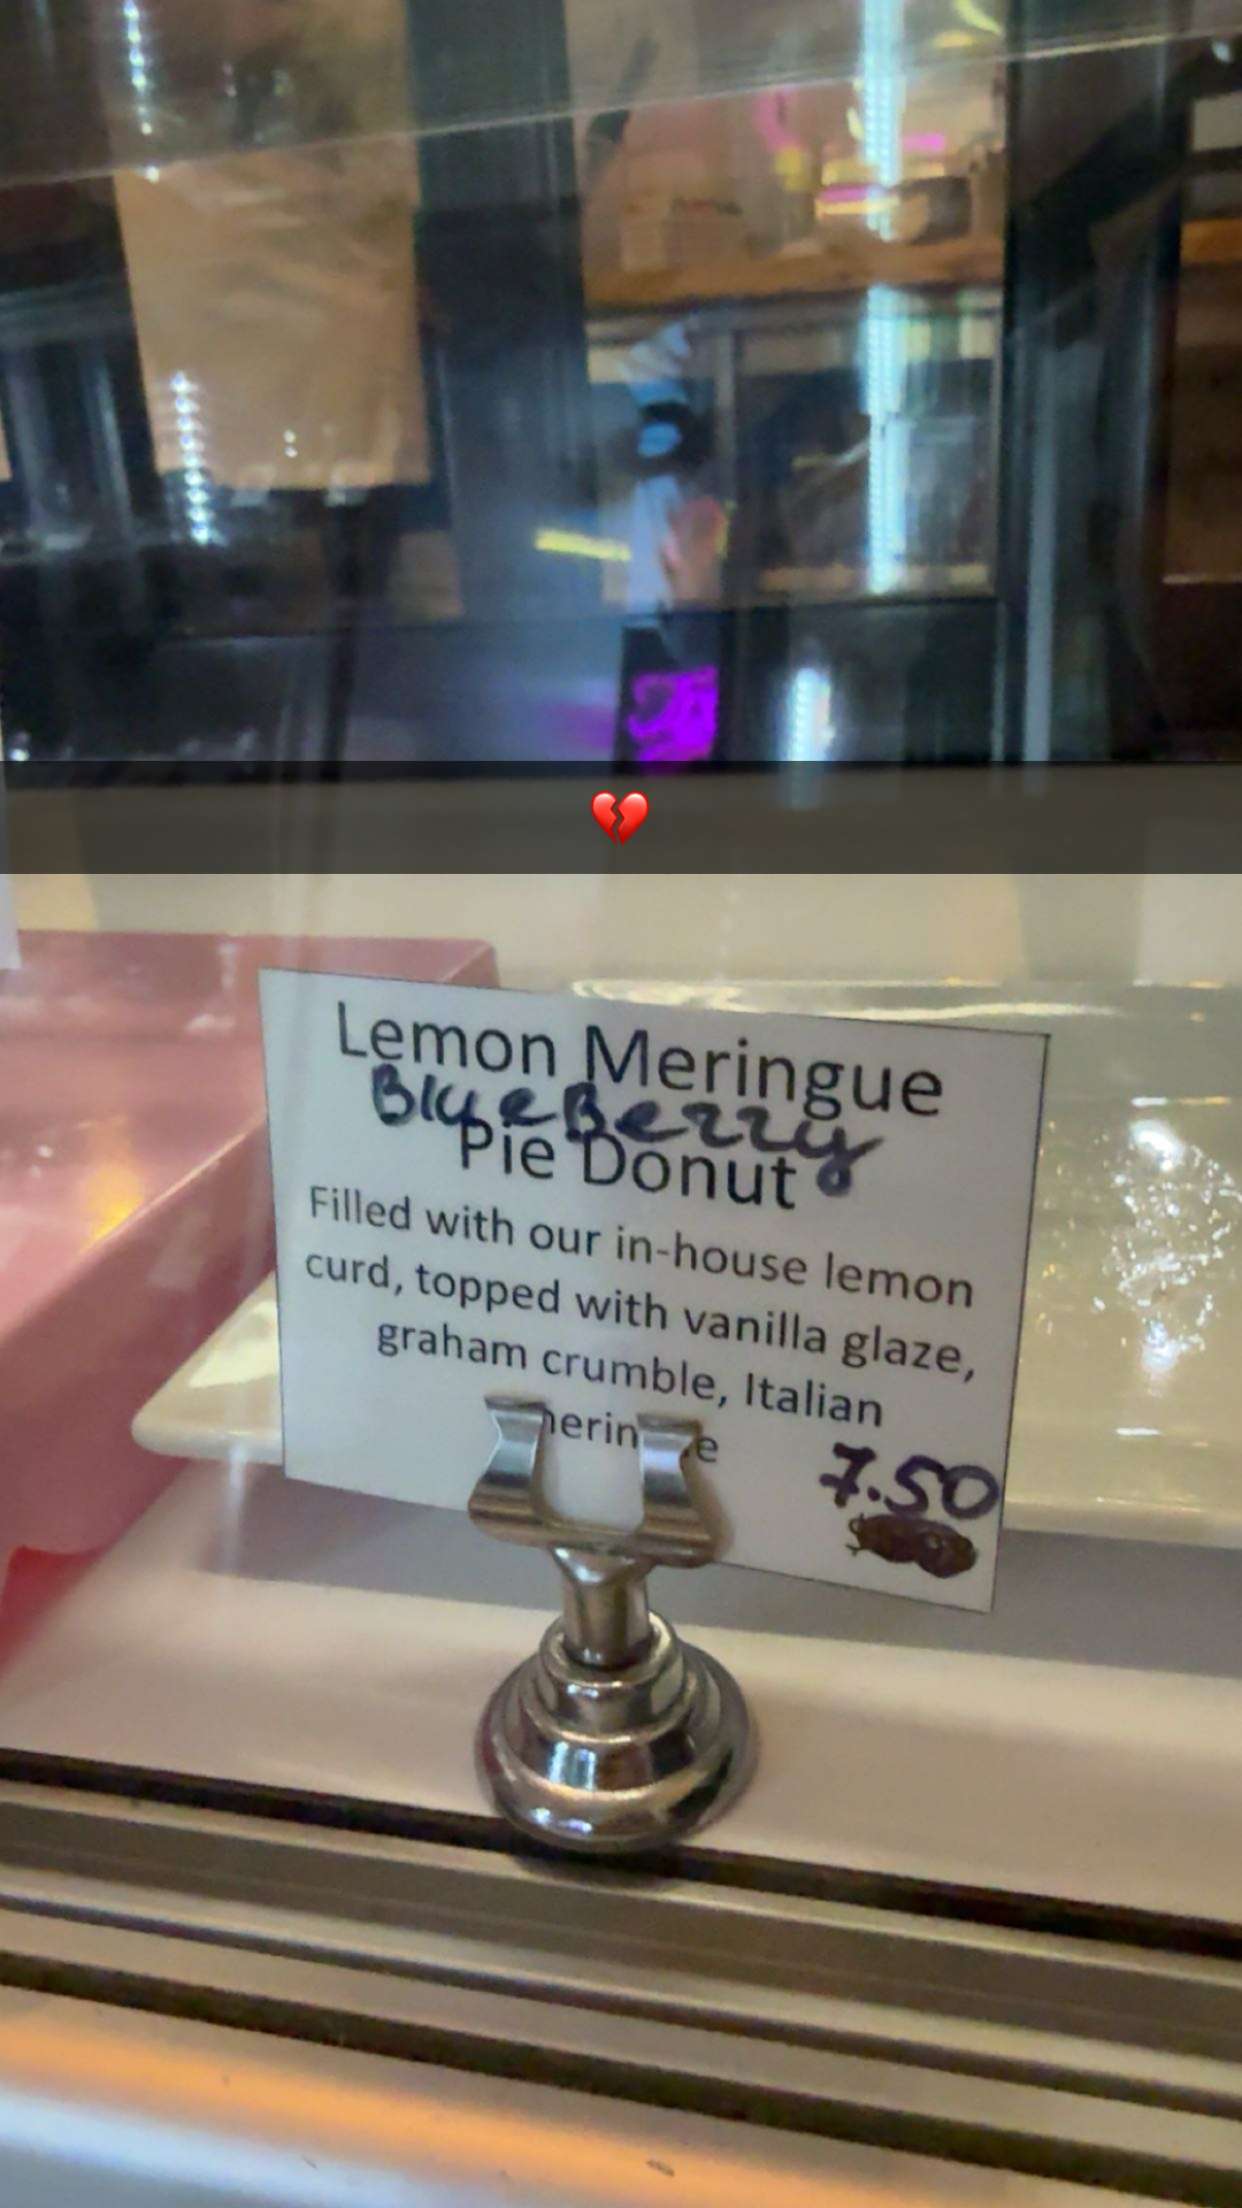 Lemon Meringue
BlueBerry
Pie Donut
Filled with our in-house lemon
curd, topped with vanilla glaze,
graham crumble, Italian
7.50